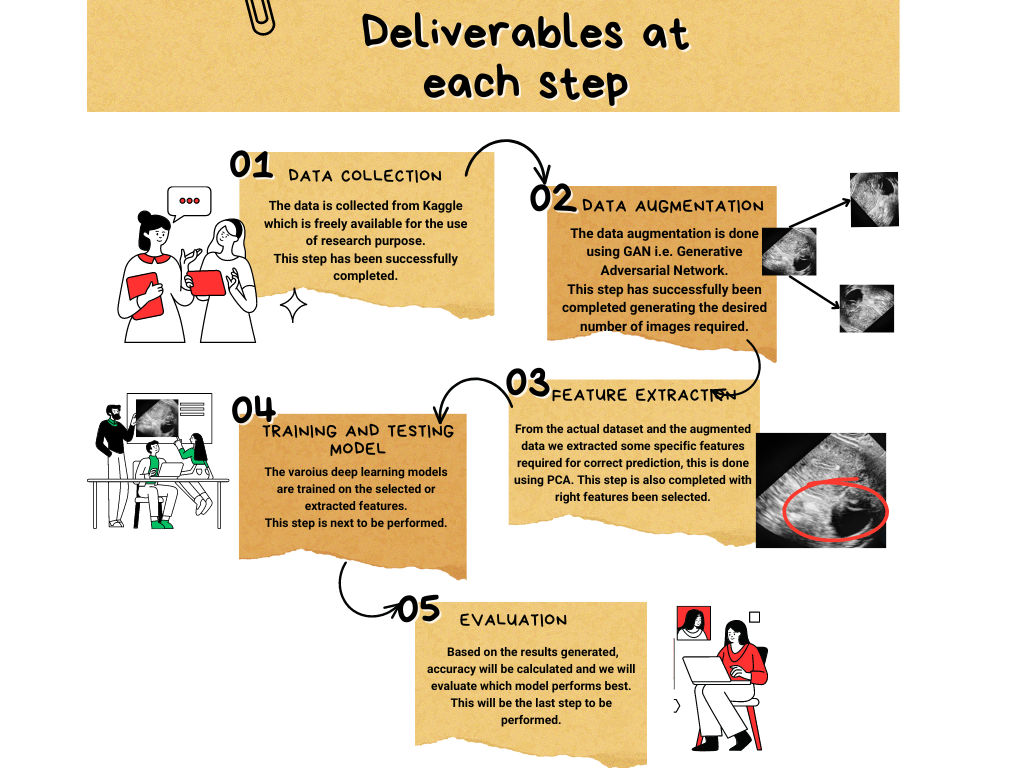 Deliverables at
each step
01
DATA COLLECTION
The data is collected from Kaggle
which is freely available for the use
of research purpose.
This step has been successfully
completed.
02
DATA AUGMENTATION
The data augmentation is done
using GAN i.e. Generative
Adversarial Network.
This step has successfully been
completed generating the desired
number of images required.
03
FEATURE EXTRACTION
From the actual dataset and the augmented
data we extracted some specific features
required for correct prediction, this is done
using PCA. This step is also completed with
right features been selected.
04
TRAINING AND TESTING
MODEL
The varoius deep learning models
are trained on the selected or
extracted features.
This step is next to be performed.
05
EVALUATION
Based on the results generated,
accuracy will be calculated and we will
evaluate which model performs best.
This will be the last step to be
performed.